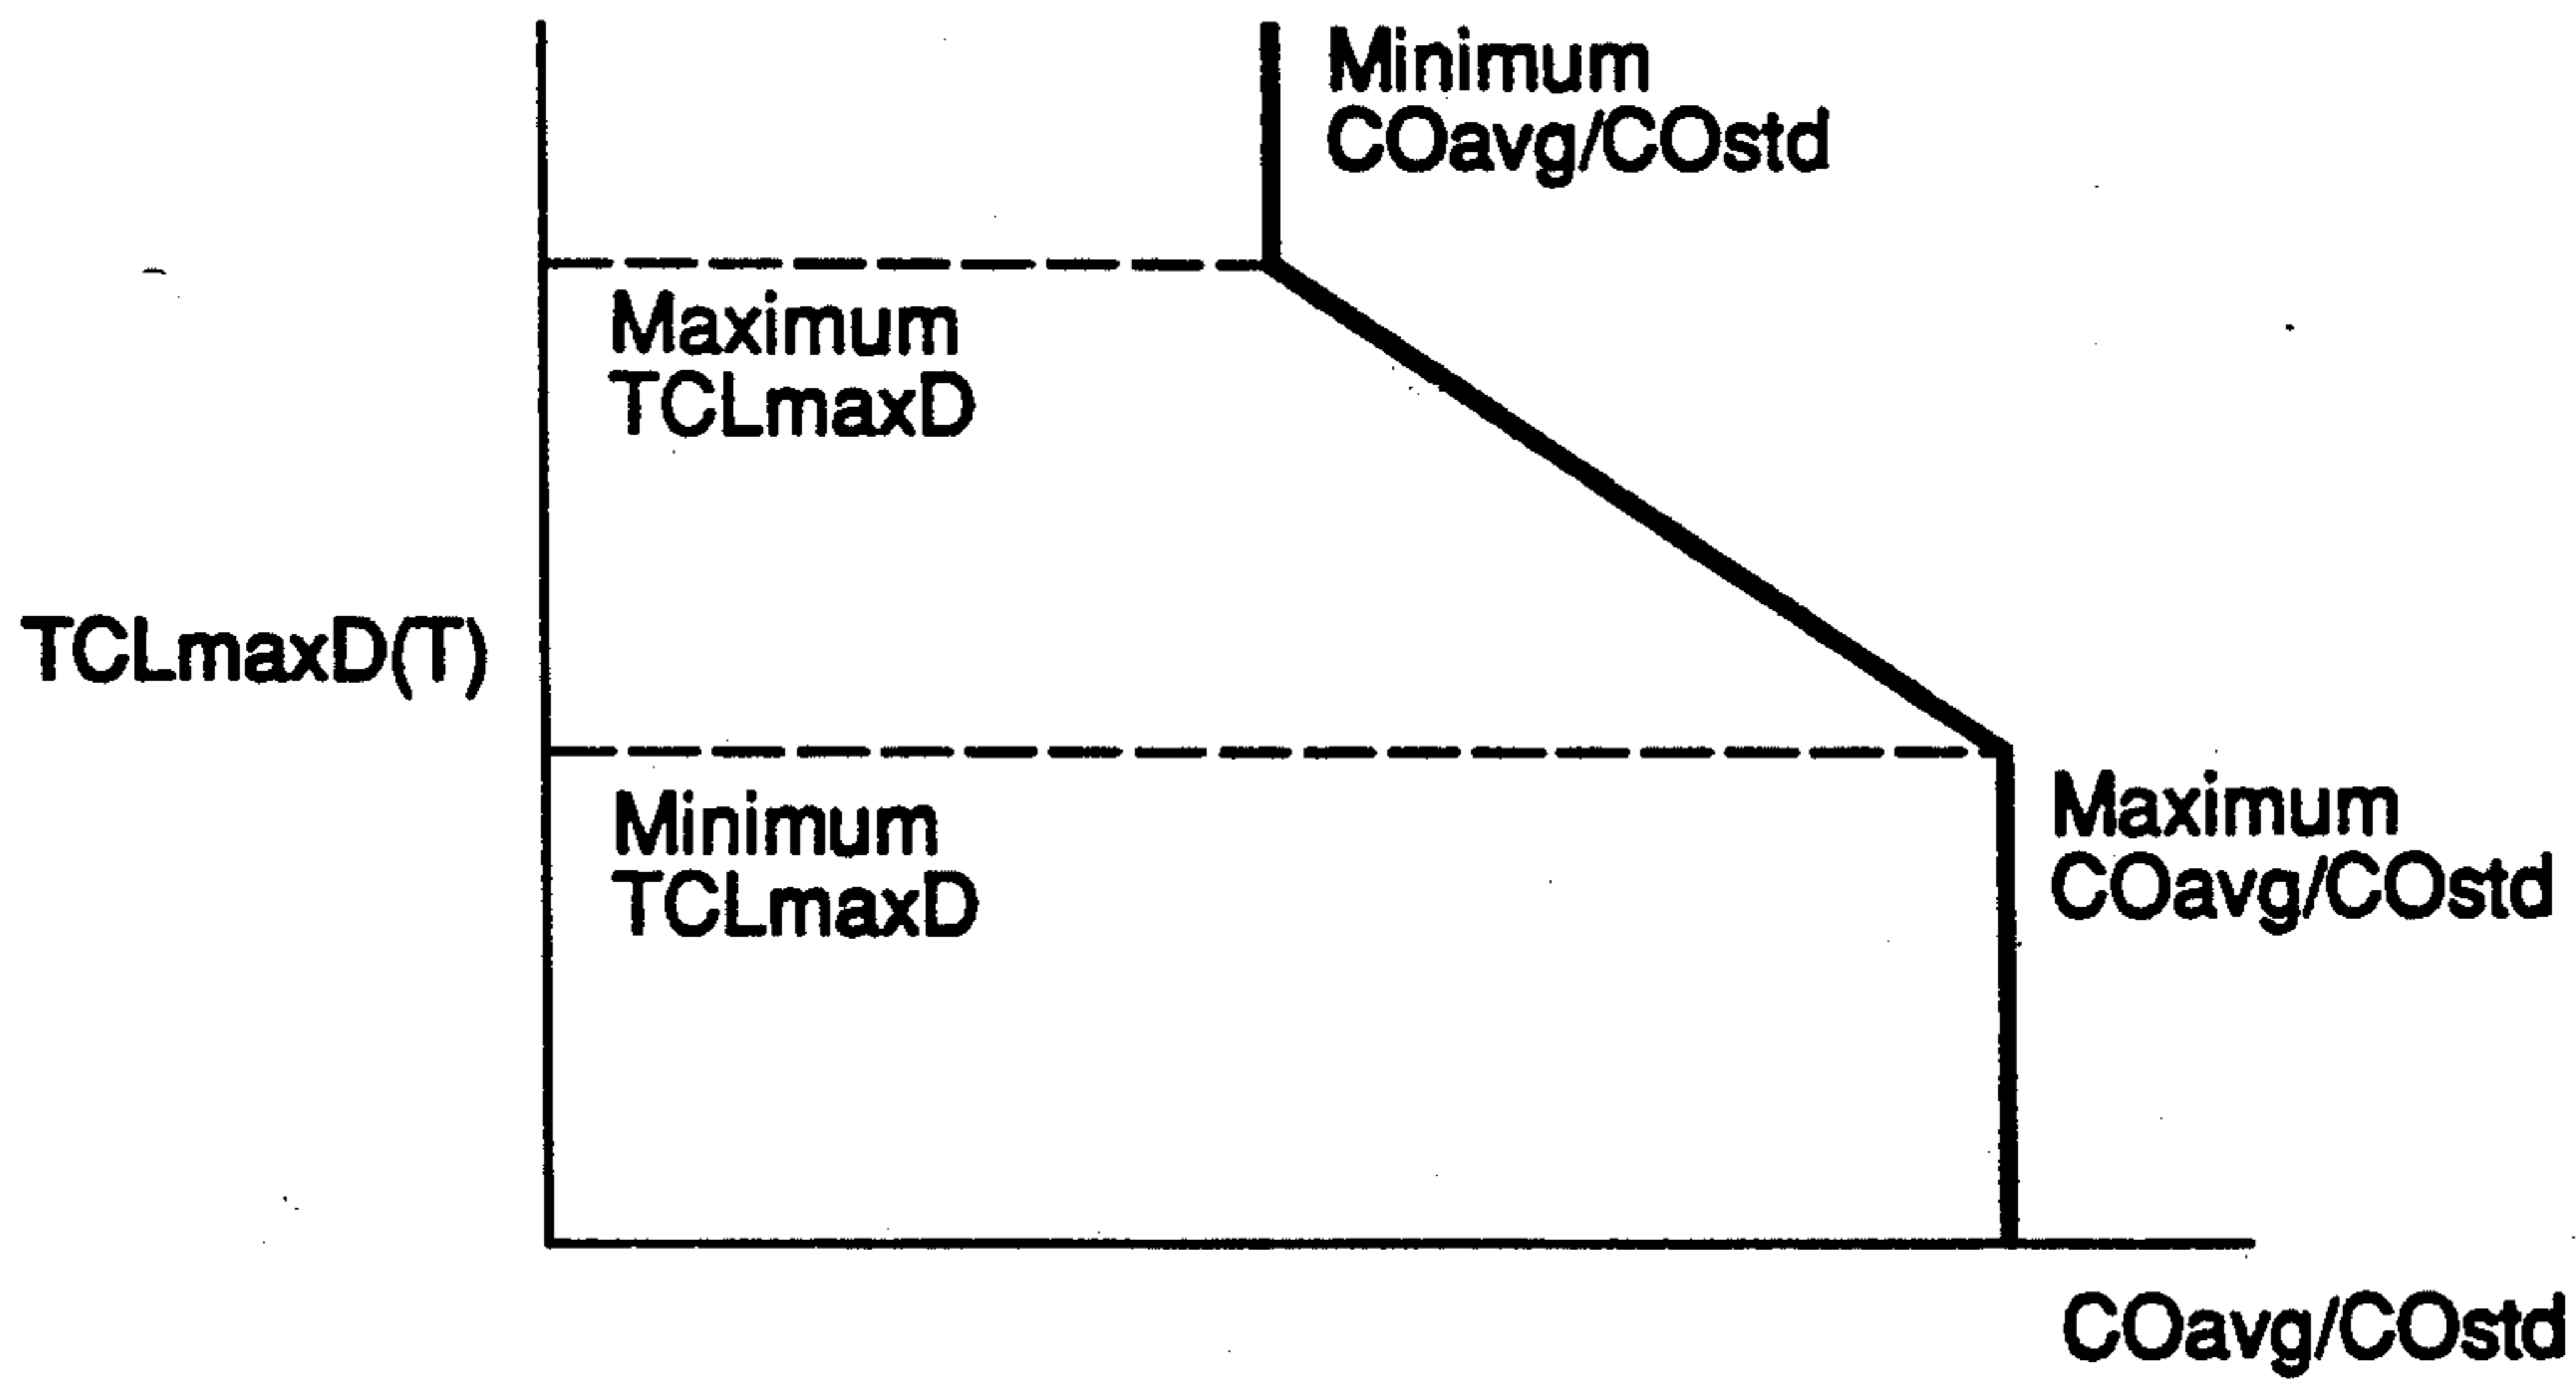 Minimum
COavg/COstd
Maximum
TCLmaxD
TCLmaxD(T)
Minimum
TCLmaxD
Maximum
COavg/COstd
COavg/COstd